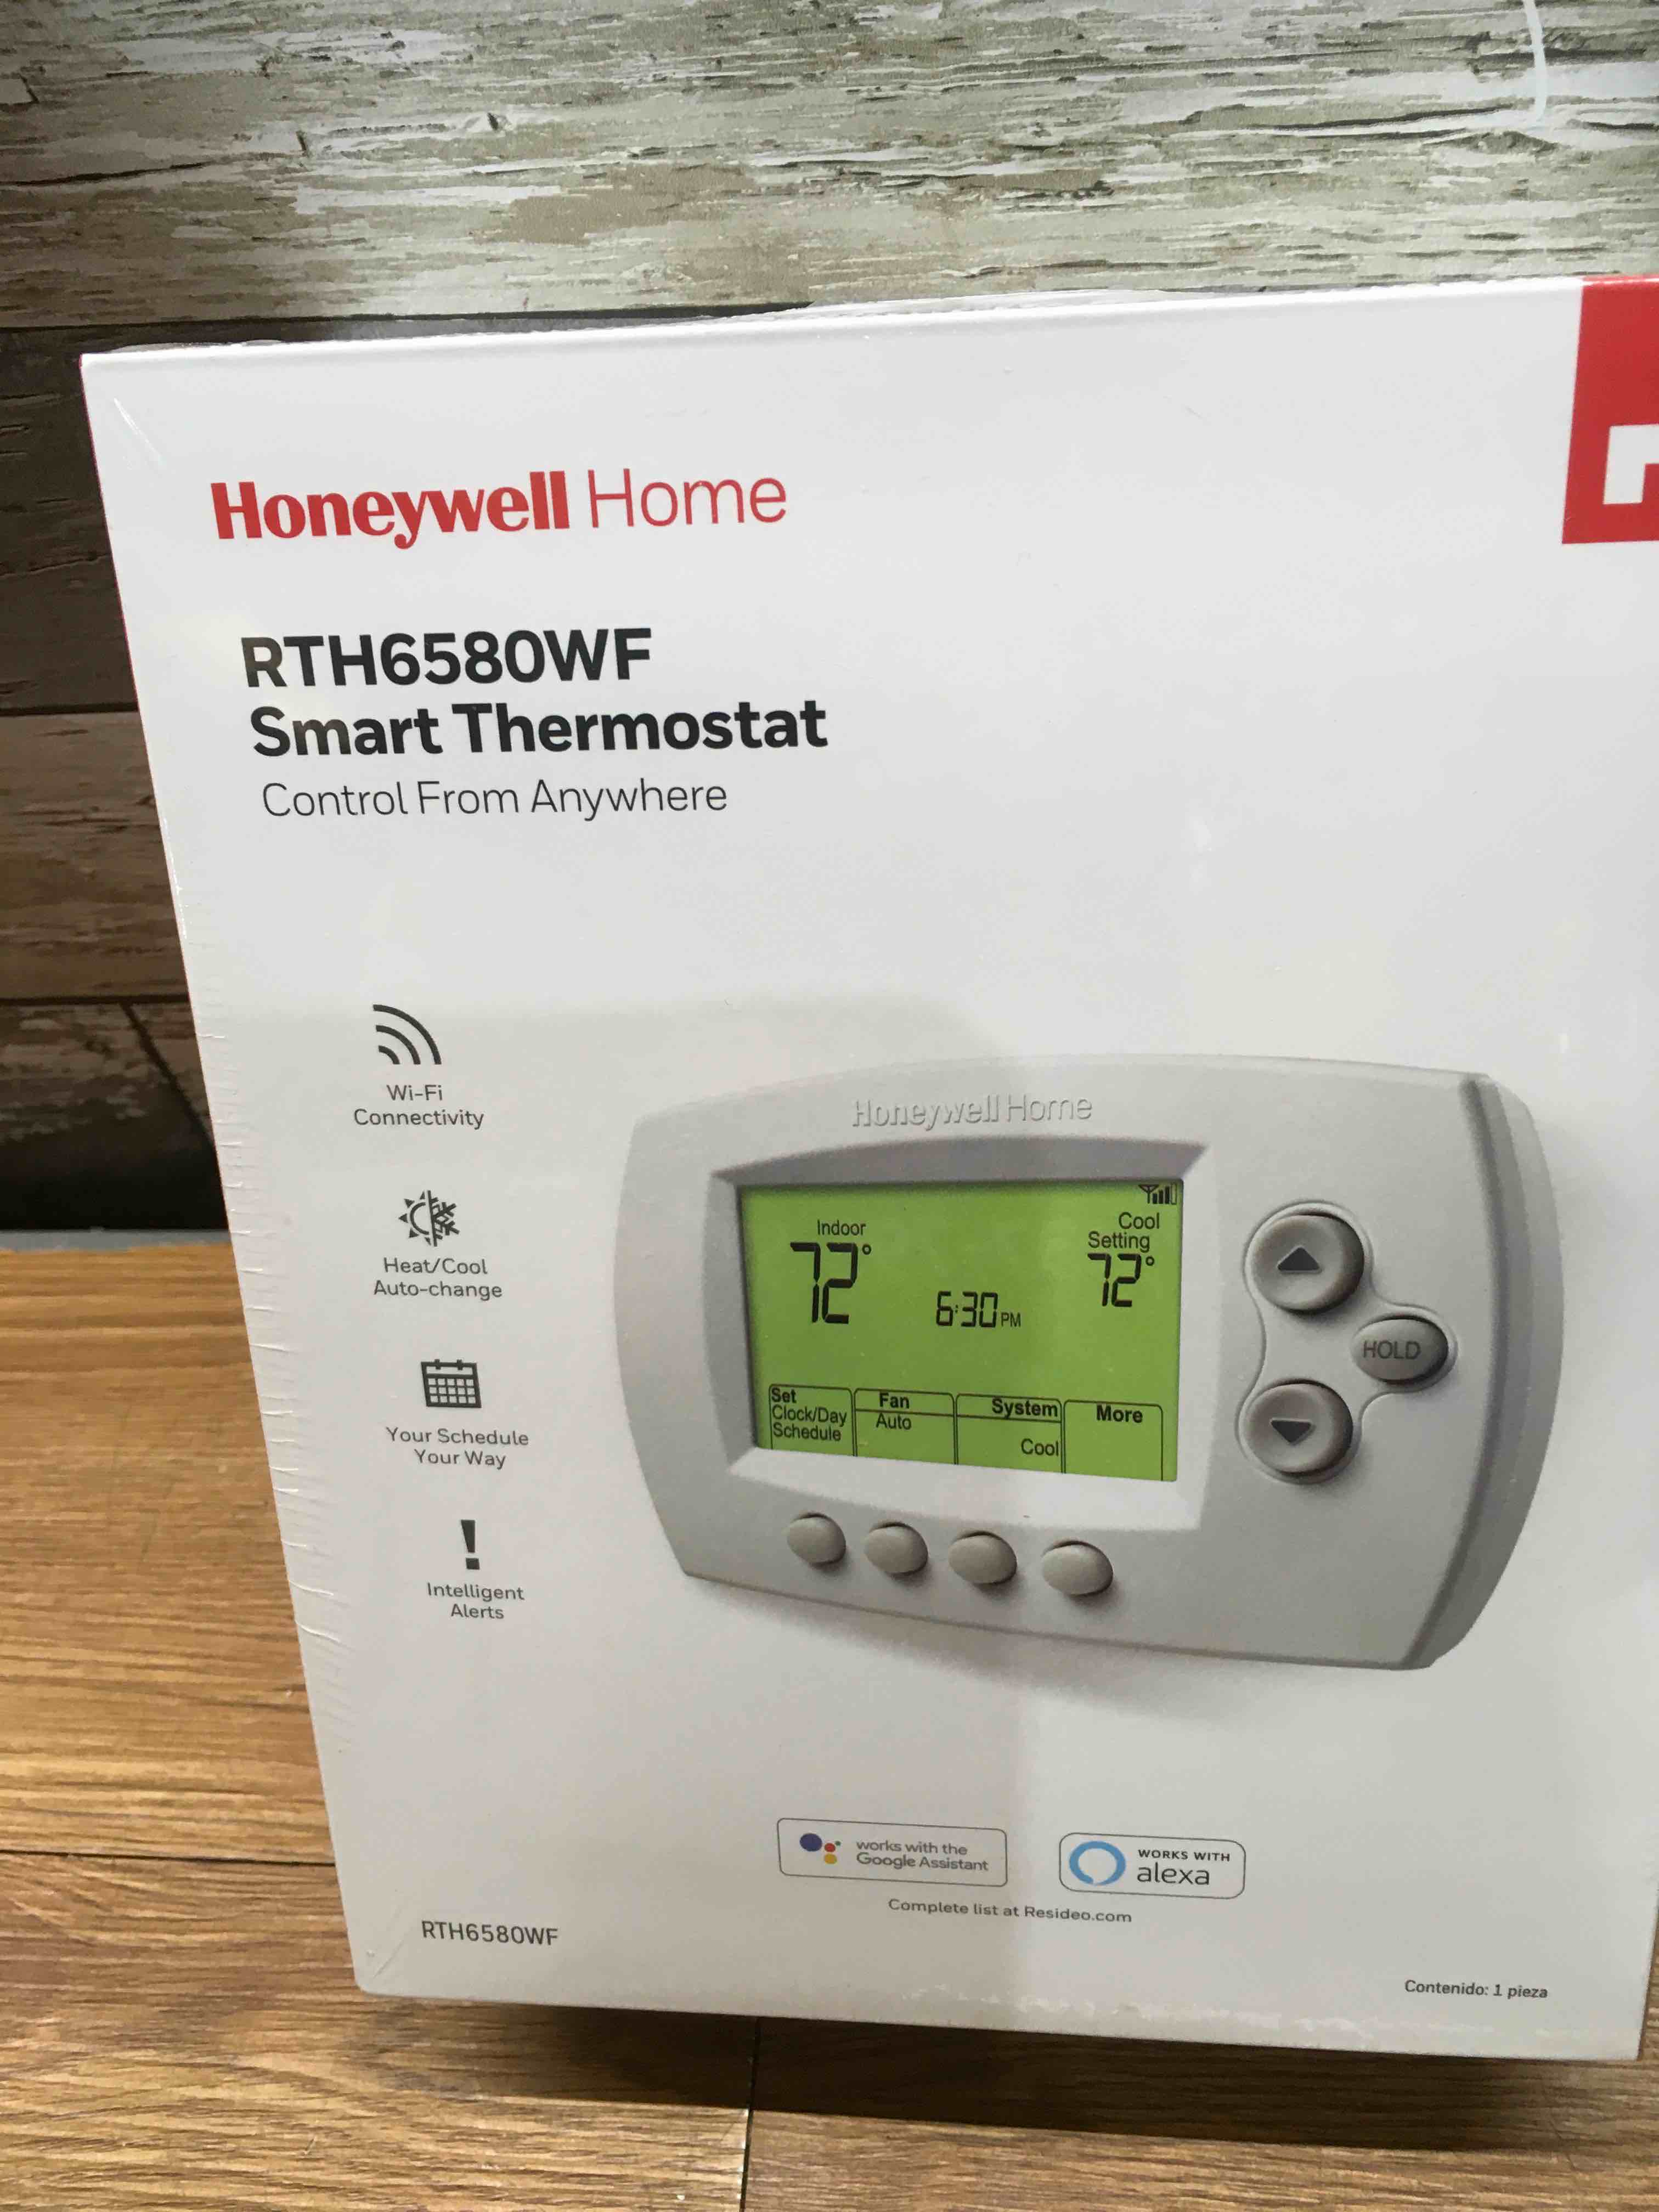 Honeywell Home
RTH6580WF
Smart Thermostat
Control From Anywhere
Wi-Fi
Connectivity
Heat/Cool
Auto-change
Your Schedule
Your Way
Intelligent
Alerts
Honeywell Home
Indoor
72°
6:30 PM
Cool
Setting
72°
HOLD
Set
Clock/Day
Schedule
Fan
Auto
System
Cool
More
works with the
Google Assistant
WORKS WITH
alexa
Complete list at Resideo.com
RTH6580WF
Contenido: 1 pieza